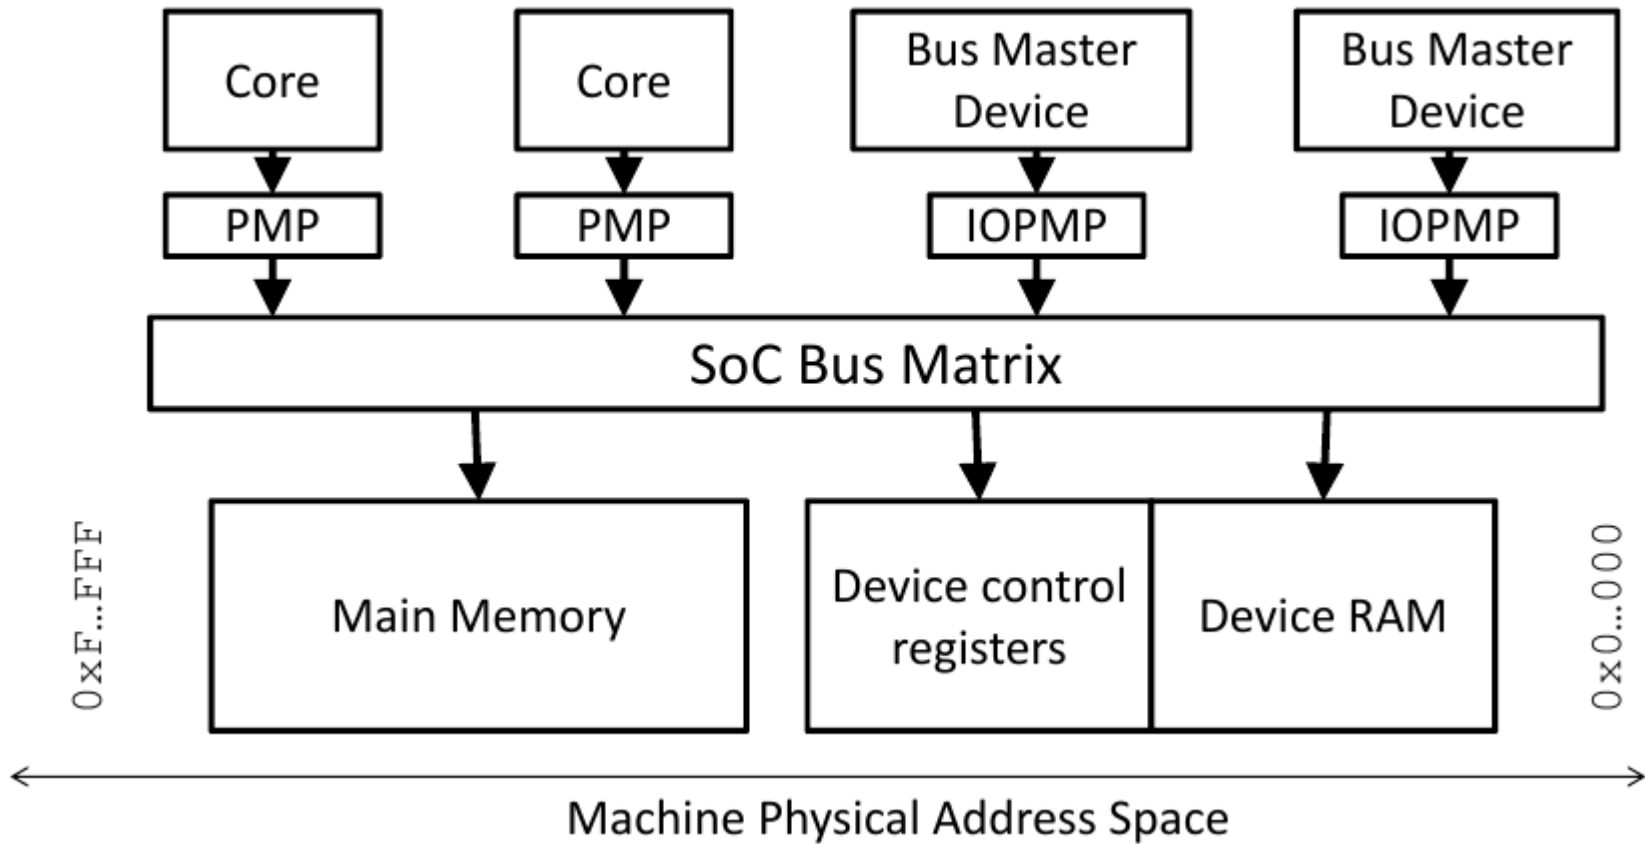 Core
Core
Bus Master
Device
Bus Master
Device
PMP
PMP
IOPMP
IOPMP
SoC Bus Matrix
0xF...FFF
Main Memory
Device control
registers
Device RAM
0x0...000
Machine Physical Address Space